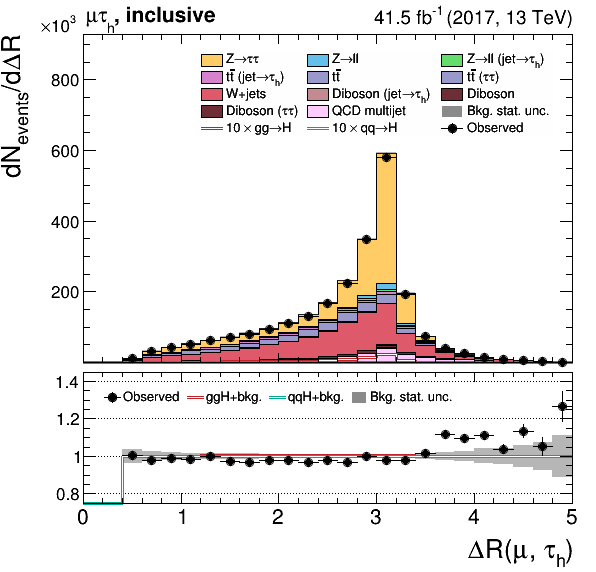 ×10³ μτₕ, inclusive 41.5 fb⁻¹ (2017, 13 TeV)
dN_events/dΔR
Z→ττ Z→ll Z→ll (jet→τₕ)
tt̄ (jet→τₕ) tt̄ tt̄ (ττ)
W+jets Diboson (jet→τₕ) Diboson
Diboson (ττ) QCD multijet Bkg. stat. unc.
10 × gg→H 10 × qq→H Observed
800
600
400
200
Observed ggH+bkg. qqH+bkg. Bkg. stat. unc.
1.4
1.2
1
0.8
0 1 2 3 4 5
ΔR(μ, τₕ)